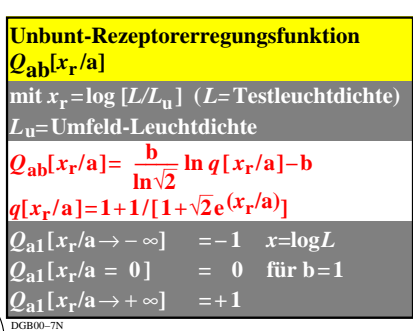 Unbunt-Rezeptorerregungsfunktion
Qab[xr/a]
mit xr=log [L/Lu] (L=Testleuchtdichte)
Lu=Umfeld-Leuchtdichte
Qab[xr/a]= b/ln√2 ln q[xr/a]−b
q[xr/a]=1+1/[1+√2e(xr/a)]
Qa1[xr/a→−∞] =−1 x=logL
Qa1[xr/a = 0] = 0 für b=1
Qa1[xr/a→+∞] =+1
DGB00−7N